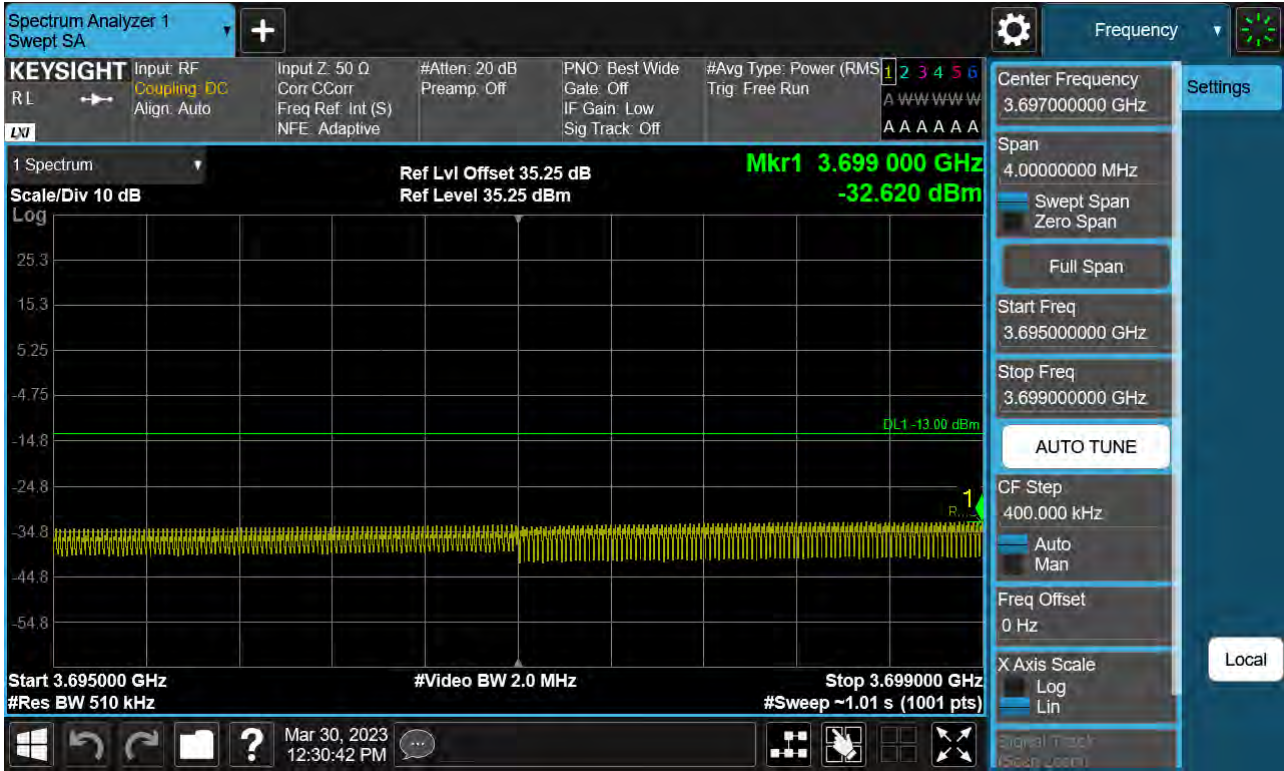 Spectrum Analyzer 1
Swept SA
+
Frequency
KEYSIGHT
RL
LXI
Input: RF
Coupling: DC
Align: Auto
Input Z: 50 Ω
Corr CCorr
Freq Ref: Int (S)
NFE: Adaptive
#Atten: 20 dB
Preamp: Off
PNO: Best Wide
Gate: Off
IF Gain: Low
Sig Track: Off
#Avg Type: Power (RMS
Trig: Free Run
1 2 3 4 5 6
A W W W W W
A A A A A A
1 Spectrum
Scale/Div 10 dB
Ref Lvl Offset 35.25 dB
Ref Level 35.25 dBm
Mkr1 3.699 000 GHz
-32.620 dBm
Log
25.3
15.3
5.25
-4.75
-14.8
-24.8
-34.8
-44.8
-54.8
DL1 -13.00 dBm
1
R...
Start 3.695000 GHz
#Res BW 510 kHz
#Video BW 2.0 MHz
Stop 3.699000 GHz
#Sweep ~1.01 s (1001 pts)
Center Frequency
3.697000000 GHz
Settings
Span
4.00000000 MHz
Swept Span
Zero Span
Full Span
Start Freq
3.695000000 GHz
Stop Freq
3.699000000 GHz
AUTO TUNE
CF Step
400.000 kHz
Auto
Man
Freq Offset
0 Hz
X Axis Scale
Log
Lin
Local
Signal Track
(Span Zoom)
?
Mar 30, 2023
12:30:42 PM